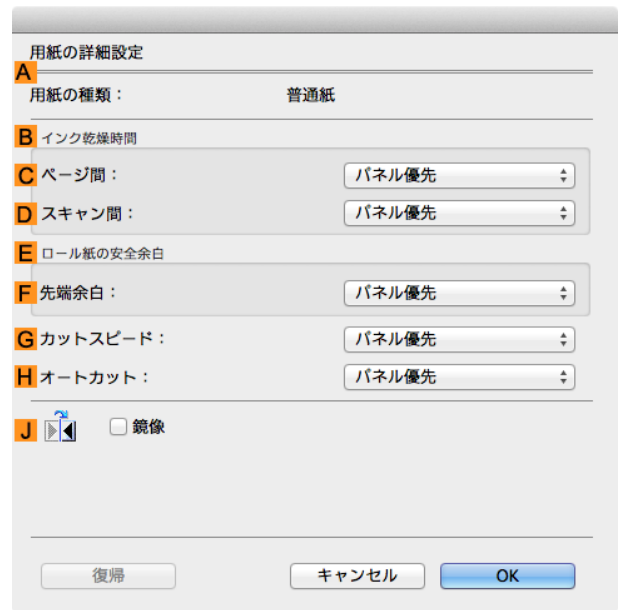 用紙の詳細設定
A
用紙の種類： 普通紙
B インク乾燥時間
C ページ間： パネル優先
D スキャン間： パネル優先
E ロール紙の安全余白
F 先端余白： パネル優先
G カットスピード： パネル優先
H オートカット： パネル優先
J 鏡像
復帰 キャンセル OK